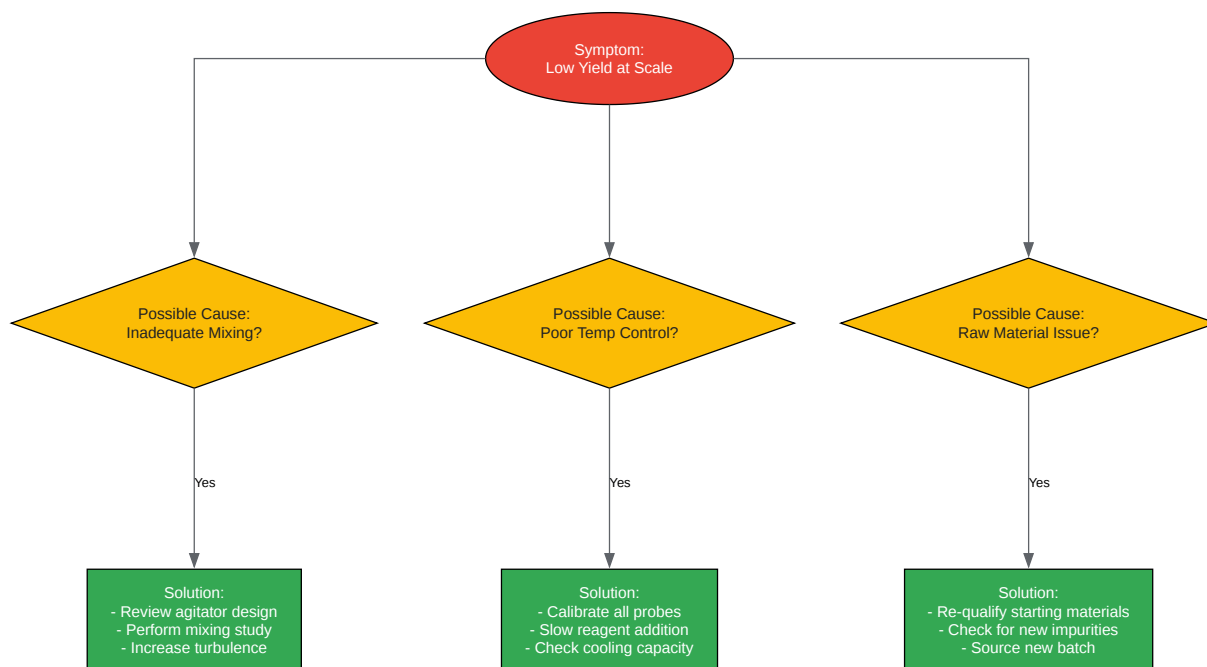 Symptom:
Low Yield at Scale
Possible Cause:
Inadequate Mixing?
Possible Cause:
Poor Temp Control?
Possible Cause:
Raw Material Issue?
Yes
Yes
Yes
Solution:
- Review agitator design
- Perform mixing study
- Increase turbulence
Solution:
- Calibrate all probes
- Slow reagent addition
- Check cooling capacity
Solution:
- Re-qualify starting materials
- Check for new impurities
- Source new batch